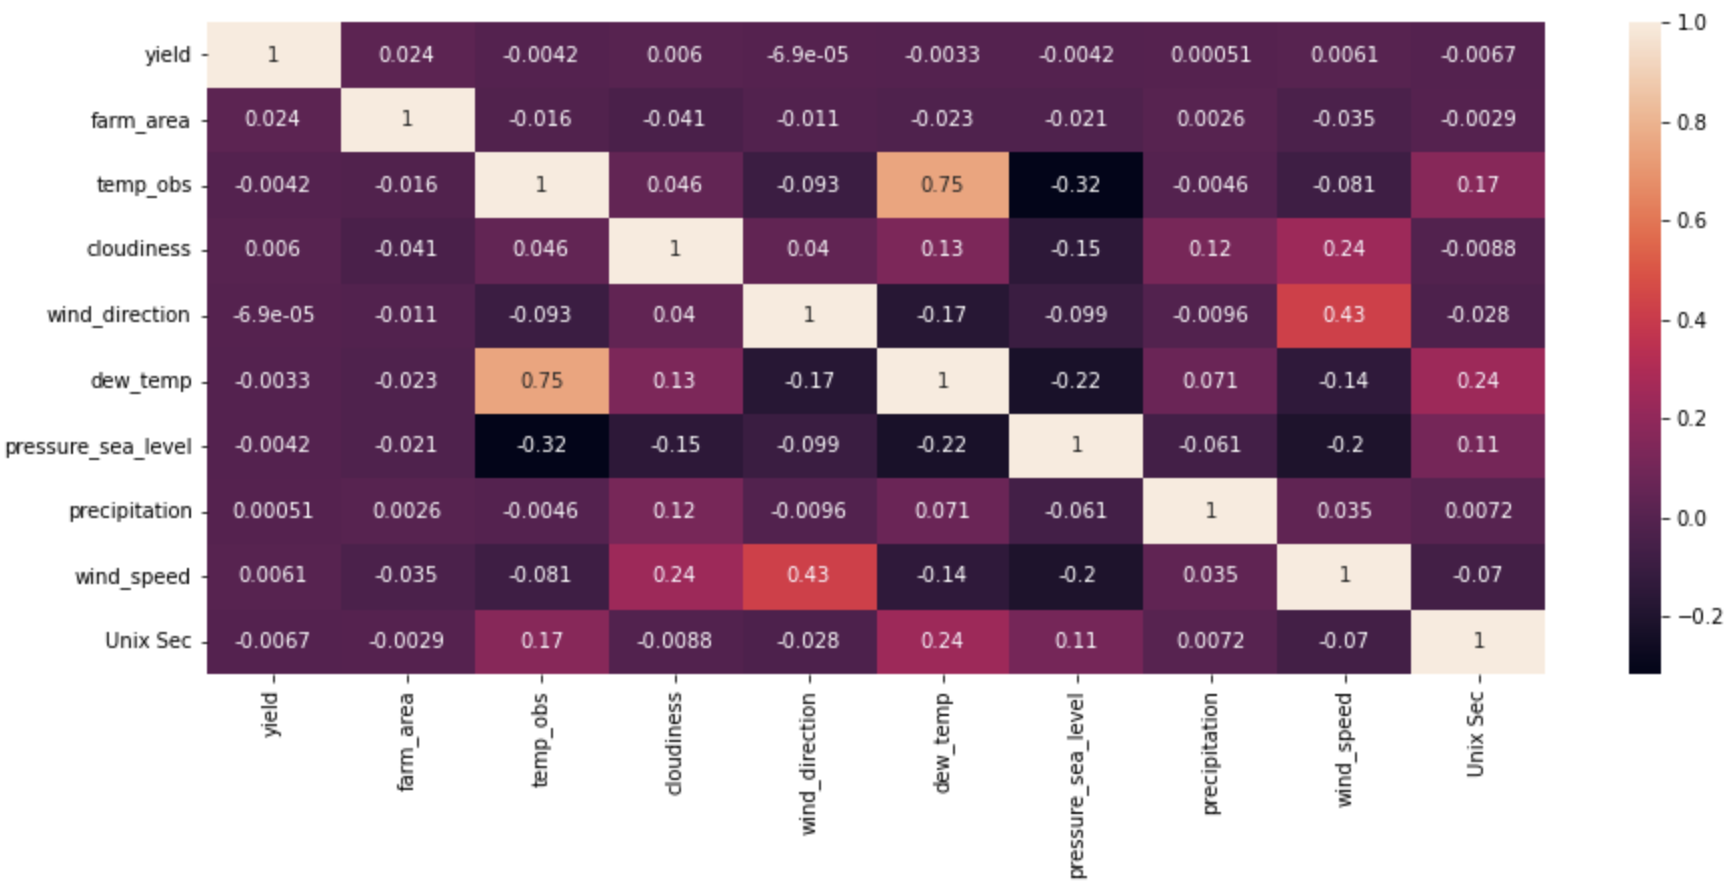 yield 1 0.024 -0.0042 0.006 -6.9e-05 -0.0033 -0.0042 0.00051 0.0061 -0.0067
farm_area 0.024 1 -0.016 -0.041 -0.011 -0.023 -0.021 0.0026 -0.035 -0.0029
temp_obs -0.0042 -0.016 1 0.046 -0.093 0.75 -0.32 -0.0046 -0.081 0.17
cloudiness 0.006 -0.041 0.046 1 0.04 0.13 -0.15 0.12 0.24 -0.0088
wind_direction -6.9e-05 -0.011 -0.093 0.04 1 -0.17 -0.099 -0.0096 0.43 -0.028
dew_temp -0.0033 -0.023 0.75 0.13 -0.17 1 -0.22 0.071 -0.14 0.24
pressure_sea_level -0.0042 -0.021 -0.32 -0.15 -0.099 -0.22 1 -0.061 -0.2 0.11
precipitation 0.00051 0.0026 -0.0046 0.12 -0.0096 0.071 -0.061 1 0.035 0.0072
wind_speed 0.0061 -0.035 -0.081 0.24 0.43 -0.14 -0.2 0.035 1 -0.07
Unix Sec -0.0067 -0.0029 0.17 -0.0088 -0.028 0.24 0.11 0.0072 -0.07 1
yield
farm_area
temp_obs
cloudiness
wind_direction
dew_temp
pressure_sea_level
precipitation
wind_speed
Unix Sec
1.0
0.8
0.6
0.4
0.2
0.0
−0.2